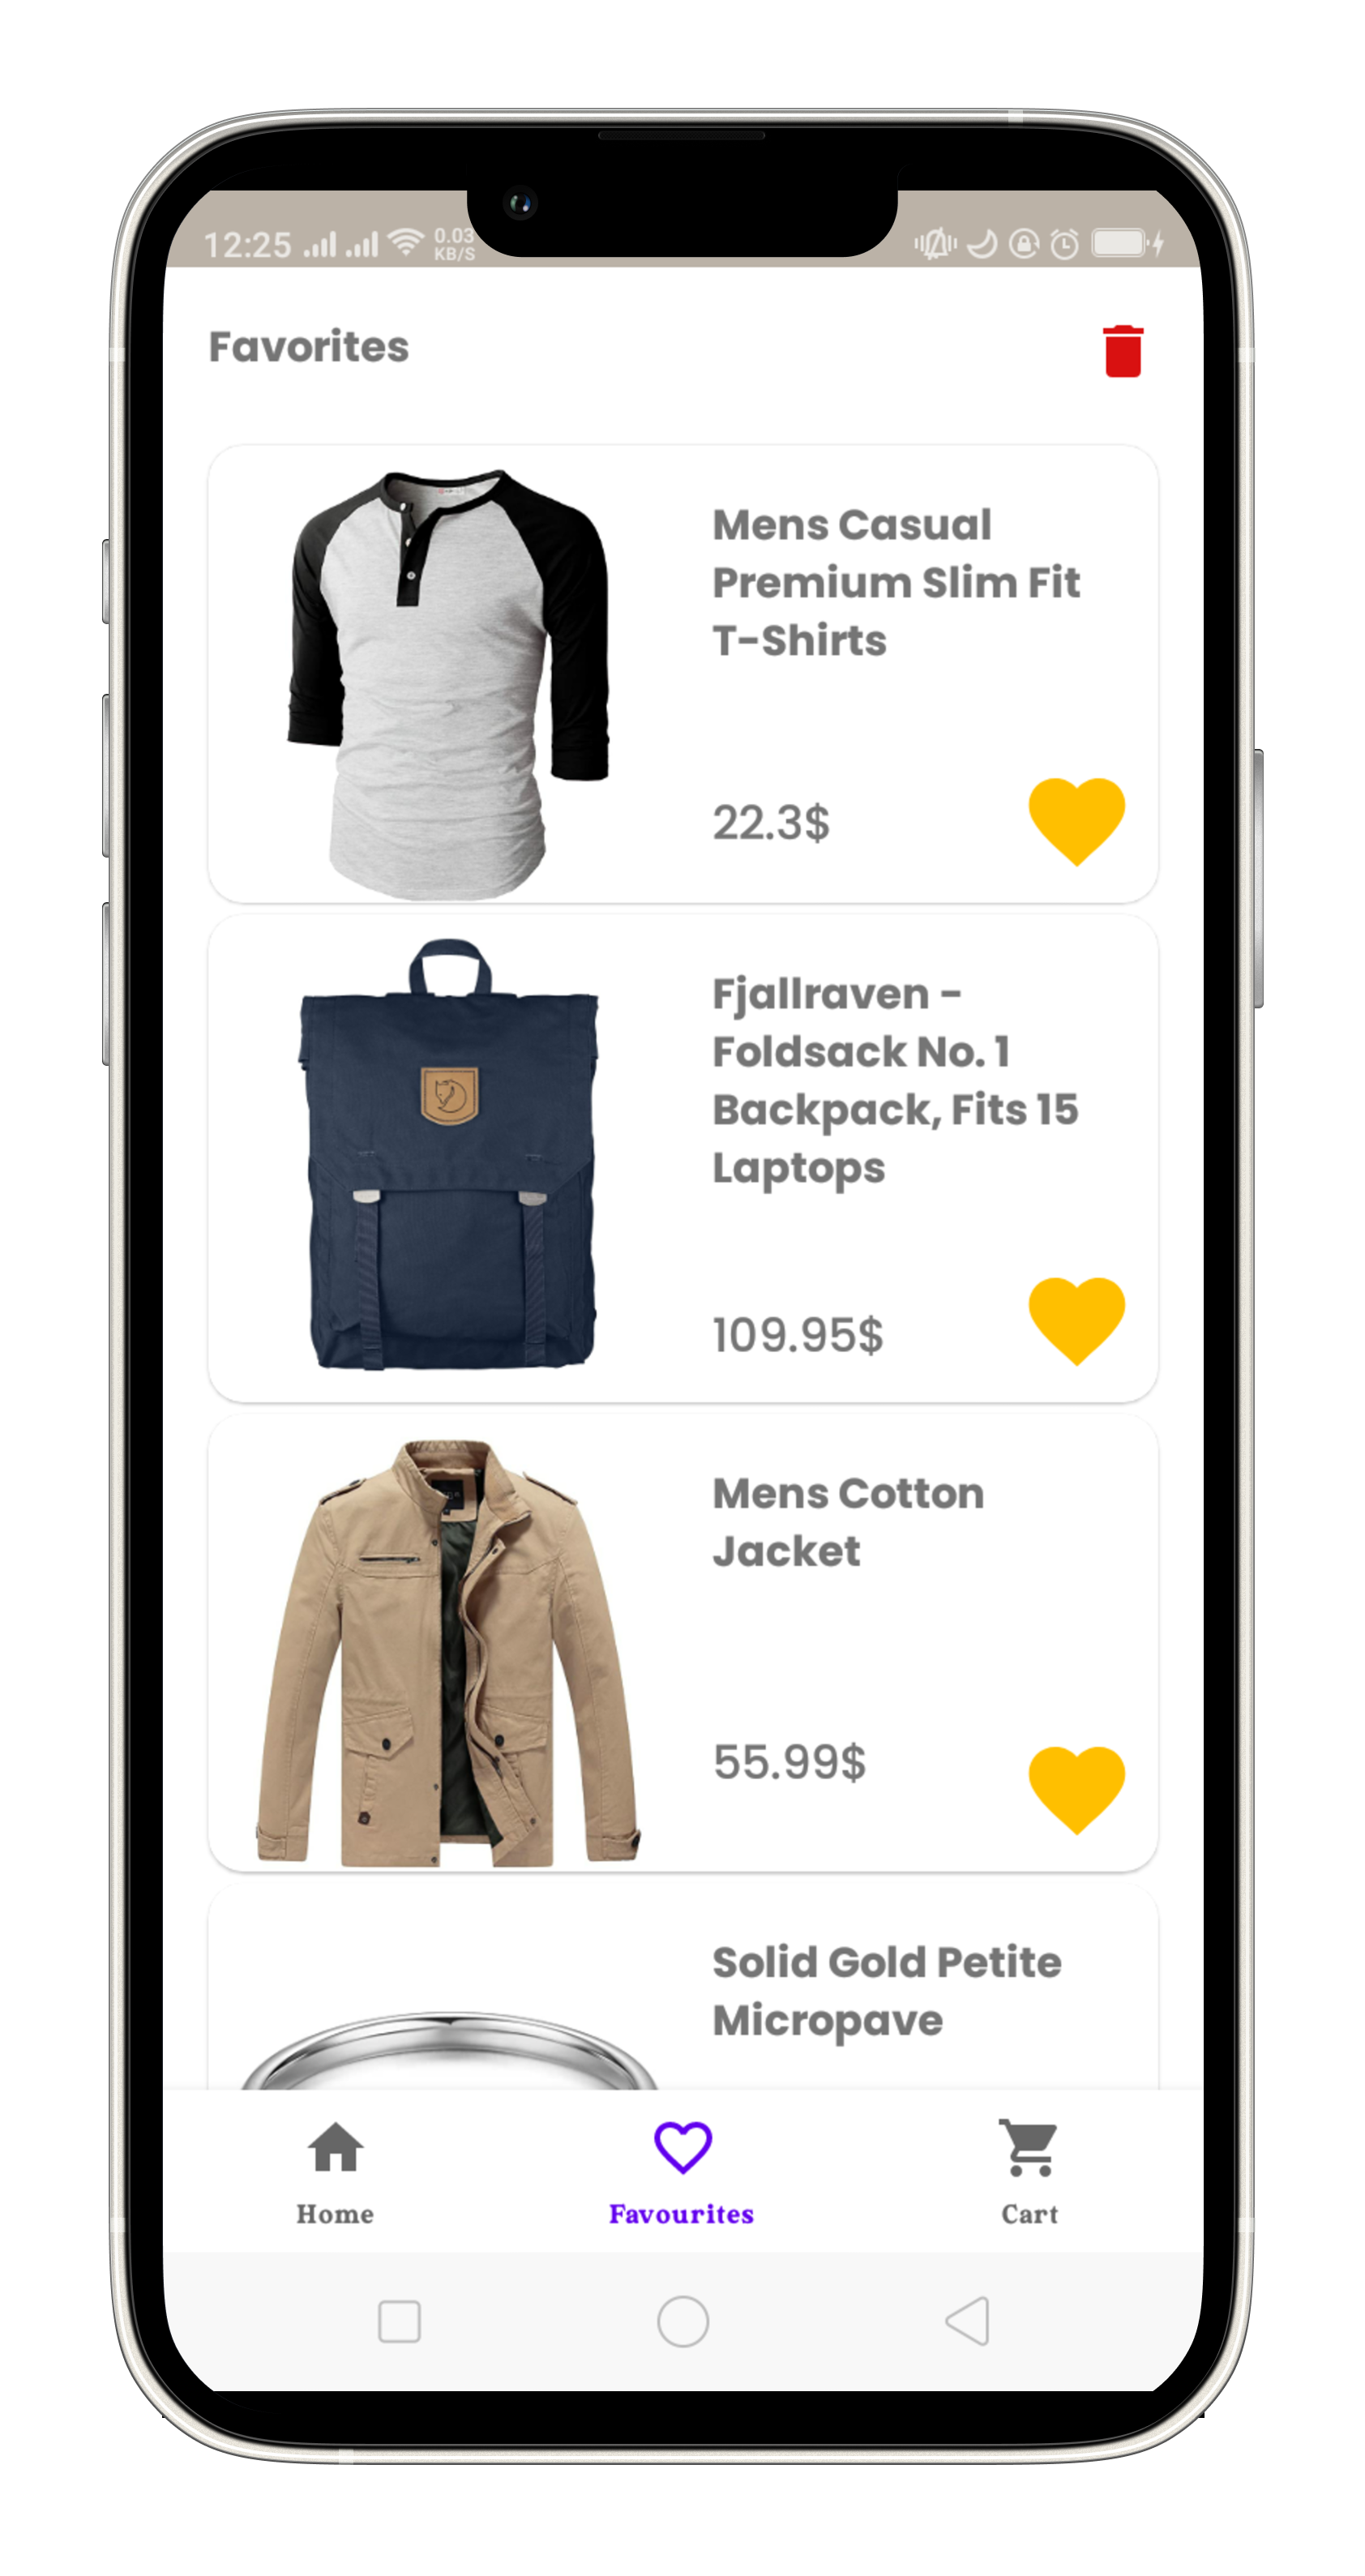 12:25
0.03
KB/S
Favorites
Mens Casual
Premium Slim Fit
T-Shirts
22.3$
Fjallraven -
Foldsack No. 1
Backpack, Fits 15
Laptops
109.95$
Mens Cotton
Jacket
55.99$
Solid Gold Petite
Micropave
Home
Favourites
Cart